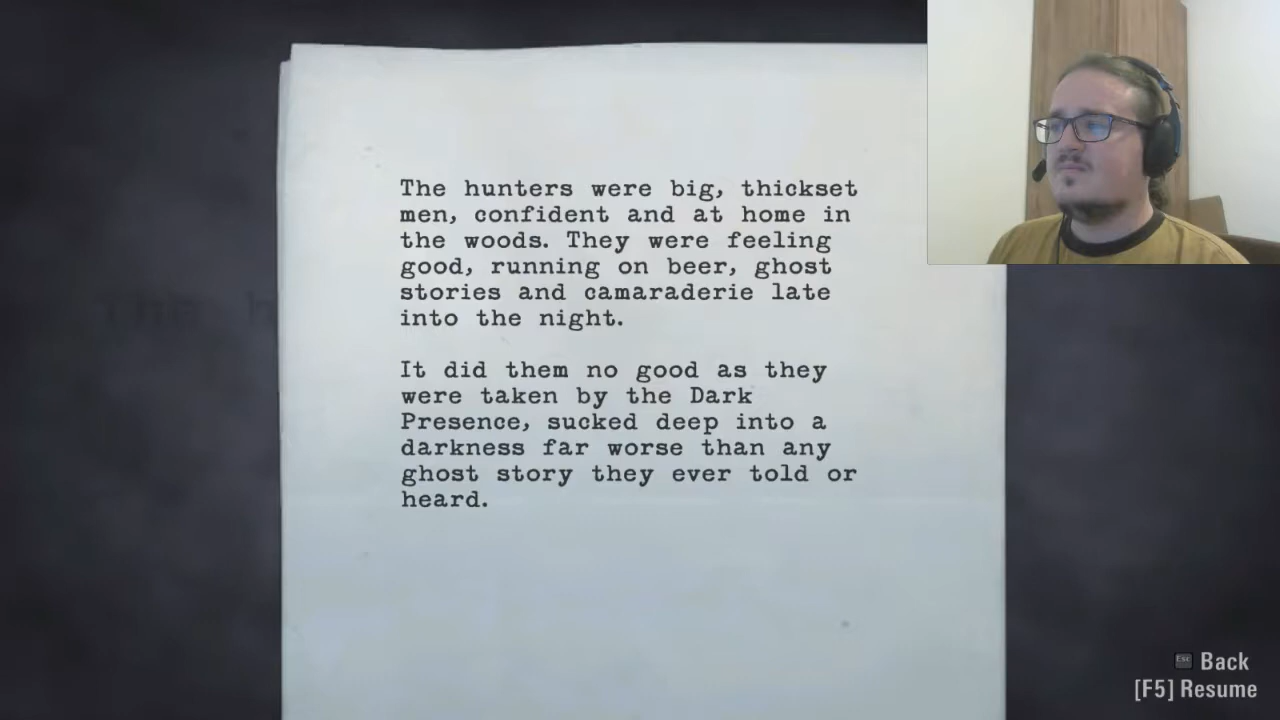 The hunters were big, thickset
men, confident and at home in
the woods. They were feeling
good, running on beer, ghost
stories and camaraderie late
into the night.
It did them no good as they
were taken by the Dark
Presence, sucked deep into a
darkness far worse than any
ghost story they ever told or
heard.
Esc Back
[F5] Resume